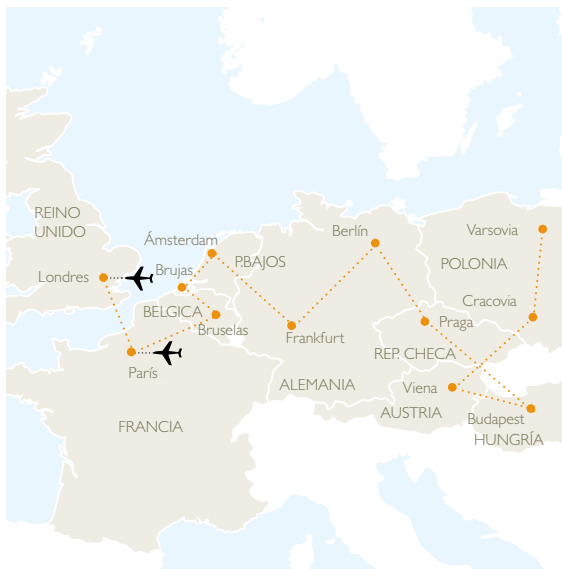 REINO
UNIDO
Londres
Ámsterdam
Brujas
P.BAJOS
BELGICA
Bruselas
París
FRANCIA
Berlín
Frankfurt
ALEMANIA
Varsovia
POLONIA
Cracovia
Praga
REP. CHECA
Viena
AUSTRIA
Budapest
HUNGRÍA